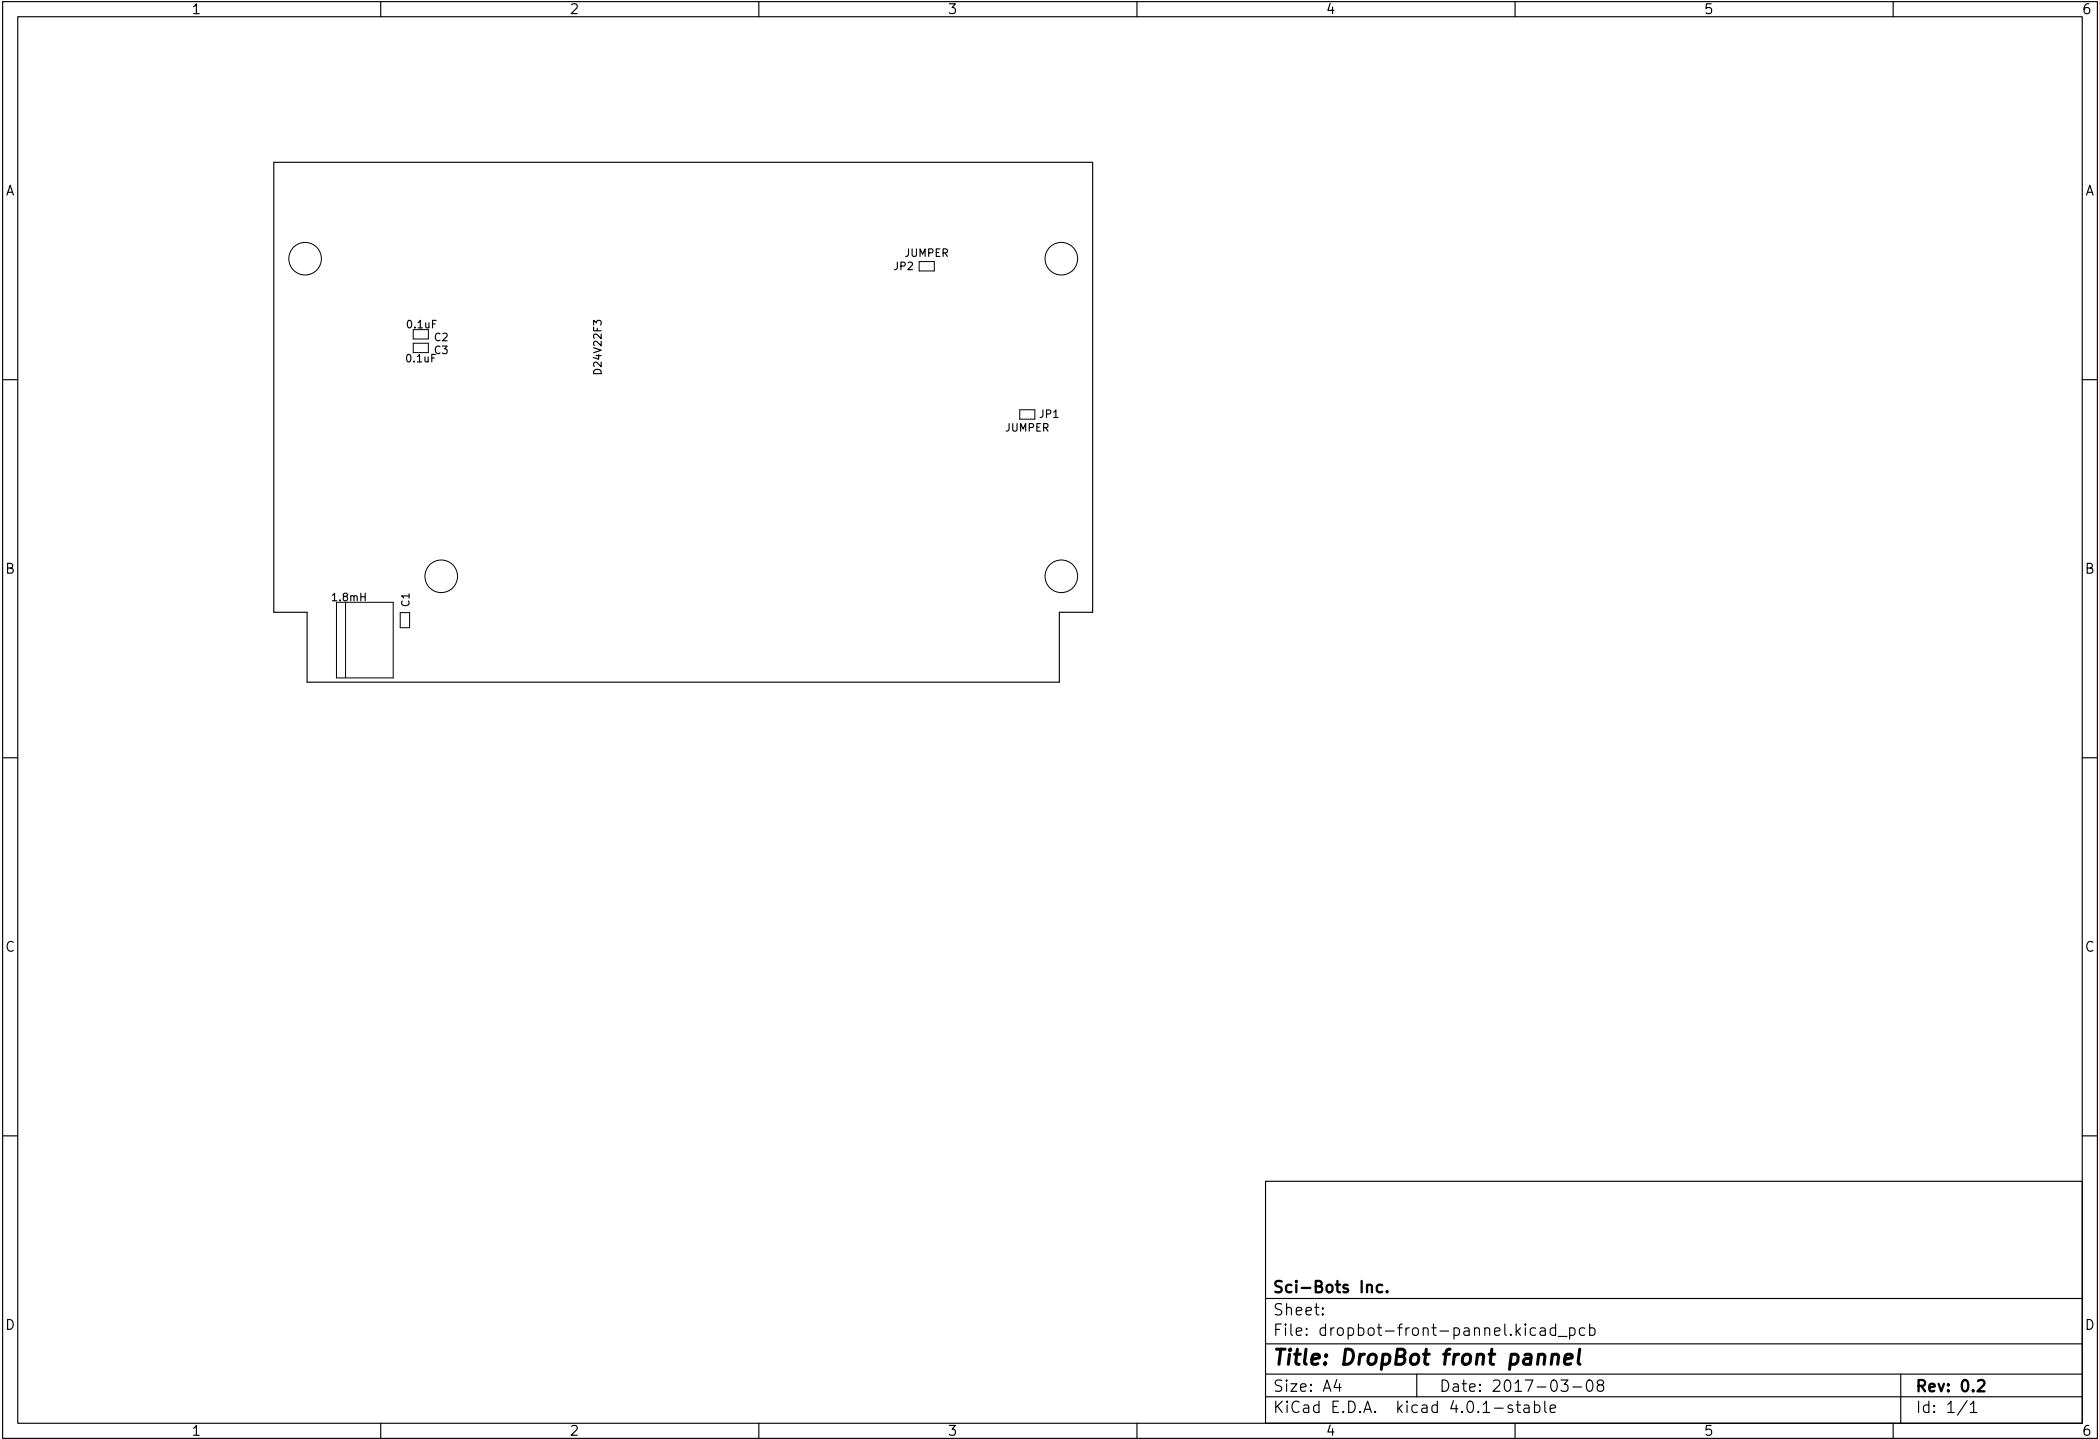 1 2 3 4 5 6
A A
JUMPER
JP2
0.1uF
C2
C3
0.1uF
D24V22F3
JP1
JUMPER
B B
1.8mH
C1
C C
Sci-Bots Inc.
Sheet:
File: dropbot-front-pannel.kicad_pcb
D D
Title: DropBot front pannel
Size: A4 Date: 2017-03-08 Rev: 0.2
KiCad E.D.A. kicad 4.0.1-stable Id: 1/1
1 2 3 4 5 6